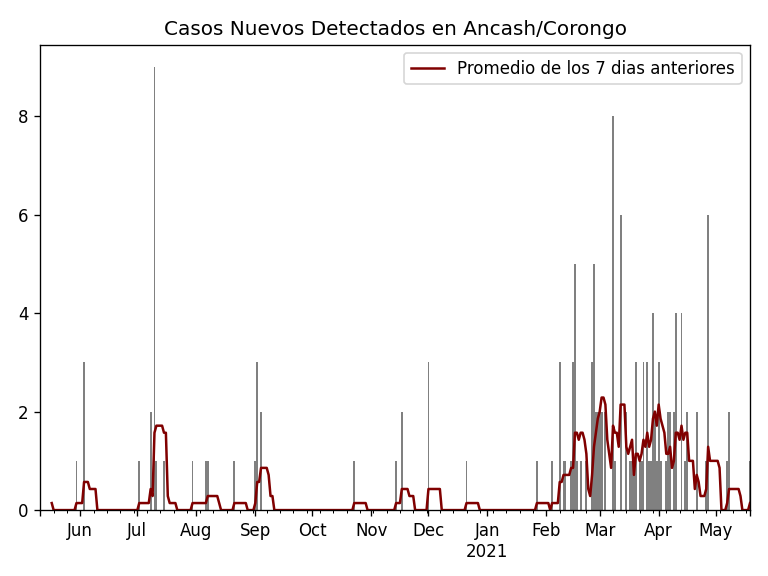 Casos Nuevos Detectados en Ancash/Corongo
Promedio de los 7 dias anteriores
8
6
4
2
0
Jun Jul Aug Sep Oct Nov Dec Jan Feb Mar Apr May
2021